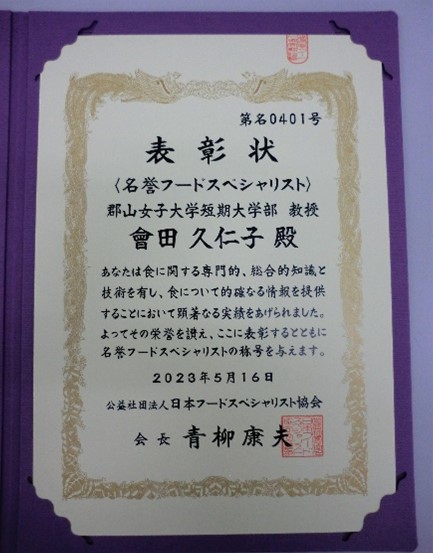 第名0401号
表彰状
〈名誉フードスペシャリスト〉
郡山女子大学短期大学部 教授
會田 久仁子 殿
あなたは食に関する専門的、総合的知識と
技術を有し、食について的確なる情報を提供
することにおいて顕著なる実績をあげられました。
よってその栄誉を讃え、ここに表彰するとともに
名誉フードスペシャリストの称号を与えます。
2023年5月16日
公益社団法人 日本フードスペシャリスト協会
会長 青柳康夫